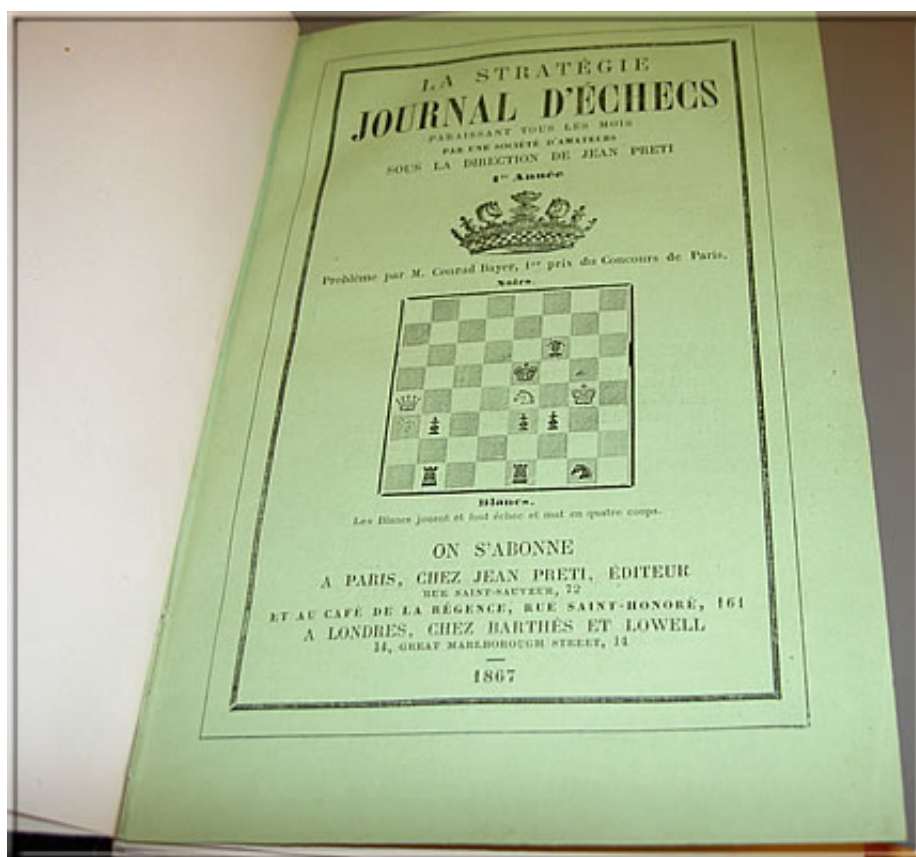 LA STRATÉGIE
JOURNAL D'ÉCHECS
PARAISSANT TOUS LES MOIS
PAR UNE SOCIÉTÉ D'AMATEURS
SOUS LA DIRECTION DE JEAN PRETI
1re Année
Problème par M. Conrad Bayer, 1er prix du Concours de Paris.
Noirs.
Blancs.
Les Blancs jouent et font échec et mat en quatre coups.
ON S'ABONNE
A PARIS, CHEZ JEAN PRETI, ÉDITEUR
RUE SAINT-SAUVEUR, 72
ET AU CAFÉ DE LA RÉGENCE, RUE SAINT-HONORÉ, 161
A LONDRES, CHEZ BARTHÉS ET LOWELL
14, GREAT MARLBOROUGH STREET, 14
1867